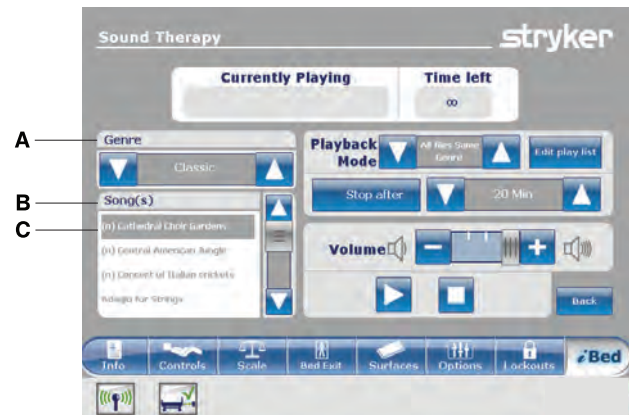 Sound Therapy
stryker
Currently Playing
Time left
∞
A
Genre
Classic
Playback Mode
All files Same Genre
Edit play list
Stop after
20 Min
B
Song(s)
C
(n) Cathedral Choir Gardens
(n) Central American Jungle
(n) Concert of Italian crickets
Adagio for Strings
Volume
Back
Info
Controls
Scale
Bed Exit
Surfaces
Options
Lockouts
iBed